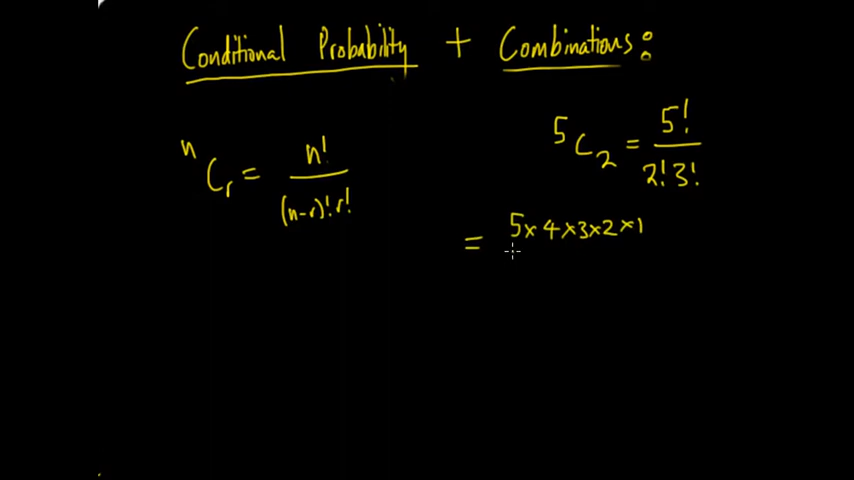 Conditional Probability + Combinations:
ⁿCᵣ = n! / (n-r)! r!
⁵C₂ = 5! / 2! 3!
= 5 x 4 x 3 x 2 x 1